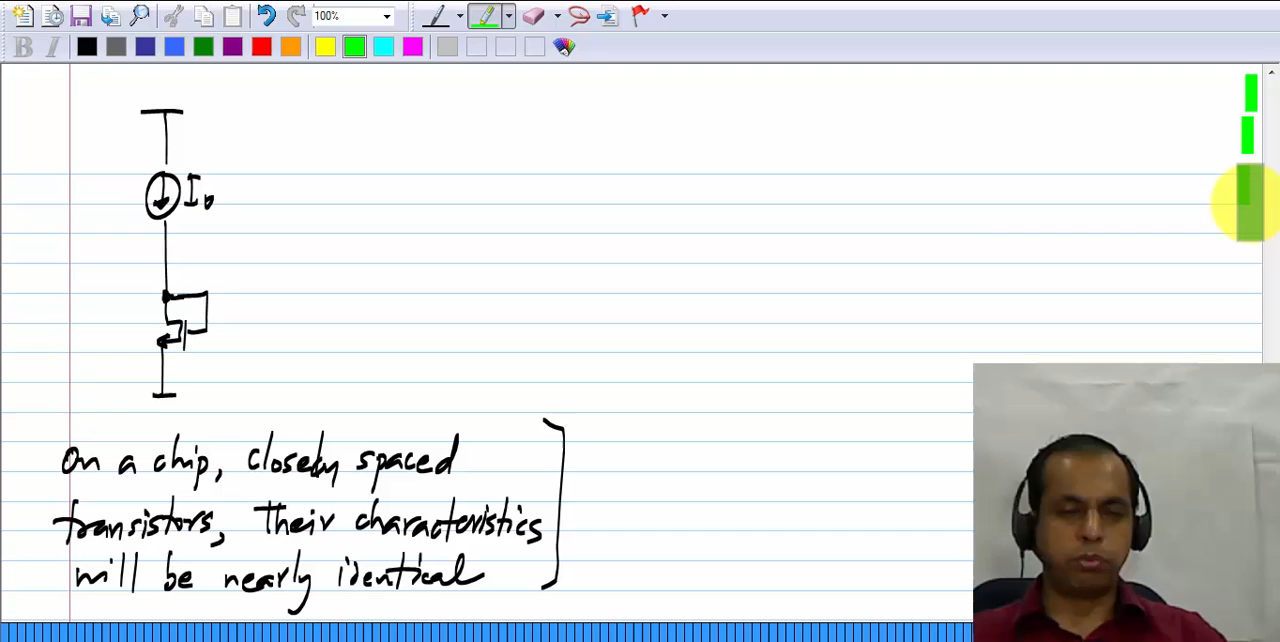 B I
100%
I₀
On a chip, closely spaced
transistors, their characteristics
will be nearly identical